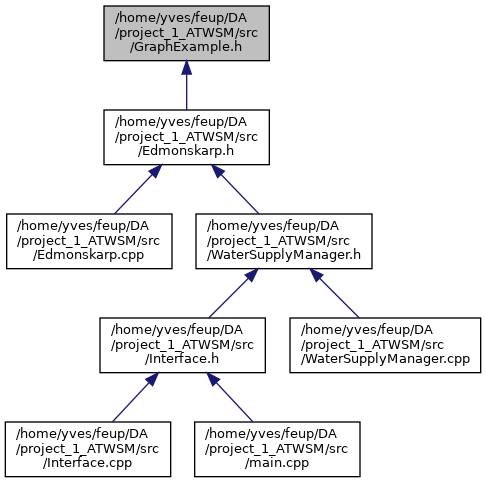 /home/yves/feup/DA
/project_1_ATWSM/src
/GraphExample.h
/home/yves/feup/DA
/project_1_ATWSM/src
/Edmonskarp.h
/home/yves/feup/DA
/project_1_ATWSM/src
/Edmonskarp.cpp
/home/yves/feup/DA
/project_1_ATWSM/src
/WaterSupplyManager.h
/home/yves/feup/DA
/project_1_ATWSM/src
/Interface.h
/home/yves/feup/DA
/project_1_ATWSM/src
/WaterSupplyManager.cpp
/home/yves/feup/DA
/project_1_ATWSM/src
/Interface.cpp
/home/yves/feup/DA
/project_1_ATWSM/src
/main.cpp